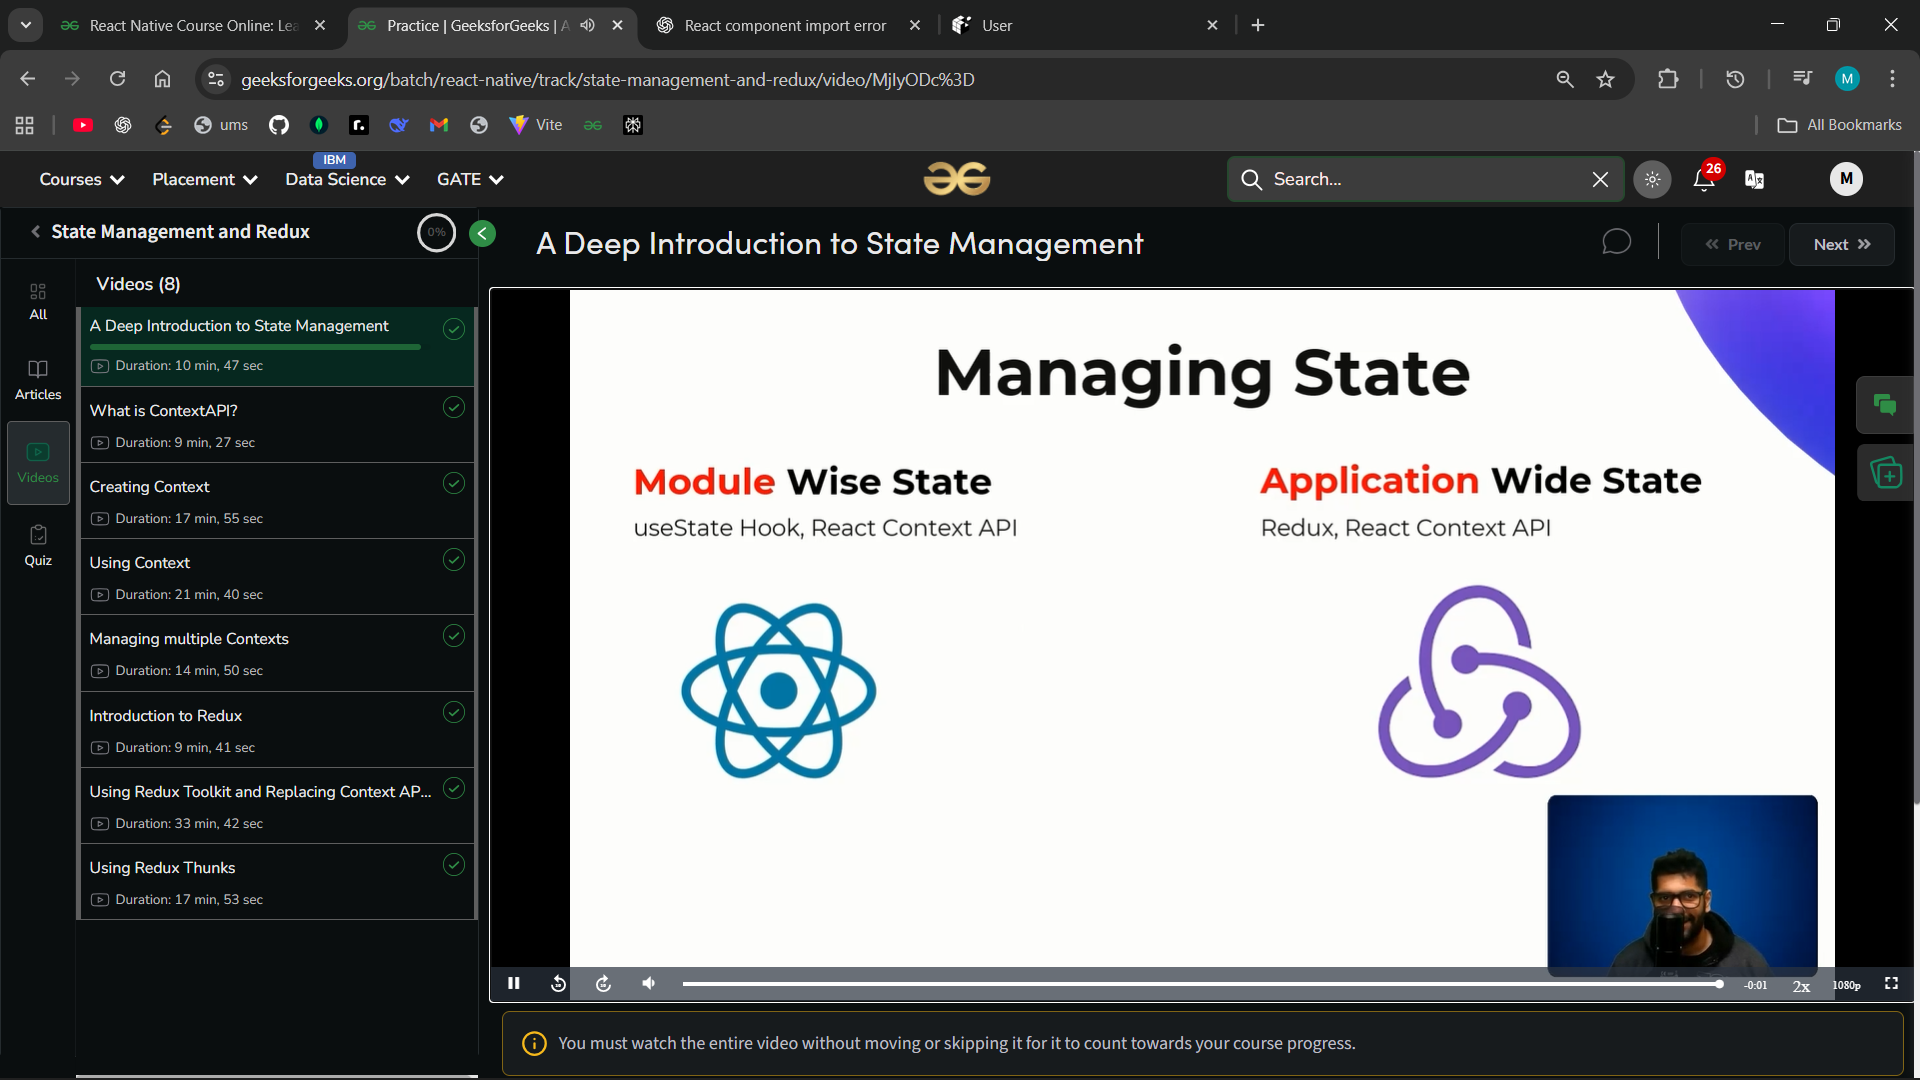 React Native Course Online: Lea
Practice | GeeksforGeeks | A
React component import error
User
geeksforgeeks.org/batch/react-native/track/state-management-and-redux/video/MjIyODc%3D
M
ums
Vite
All Bookmarks
Courses
Placement
IBM
Data Science
GATE
Search...
26
M
State Management and Redux
0%
A Deep Introduction to State Management
Prev
Next
All
Articles
Videos
Quiz
Videos (8)
A Deep Introduction to State Management
Duration: 10 min, 47 sec
What is ContextAPI?
Duration: 9 min, 27 sec
Creating Context
Duration: 17 min, 55 sec
Using Context
Duration: 21 min, 40 sec
Managing multiple Contexts
Duration: 14 min, 50 sec
Introduction to Redux
Duration: 9 min, 41 sec
Using Redux Toolkit and Replacing Context AP...
Duration: 33 min, 42 sec
Using Redux Thunks
Duration: 17 min, 53 sec
Managing State
Module Wise State
useState Hook, React Context API
Application Wide State
Redux, React Context API
-0:01
2x
1080p
You must watch the entire video without moving or skipping it for it to count towards your course progress.